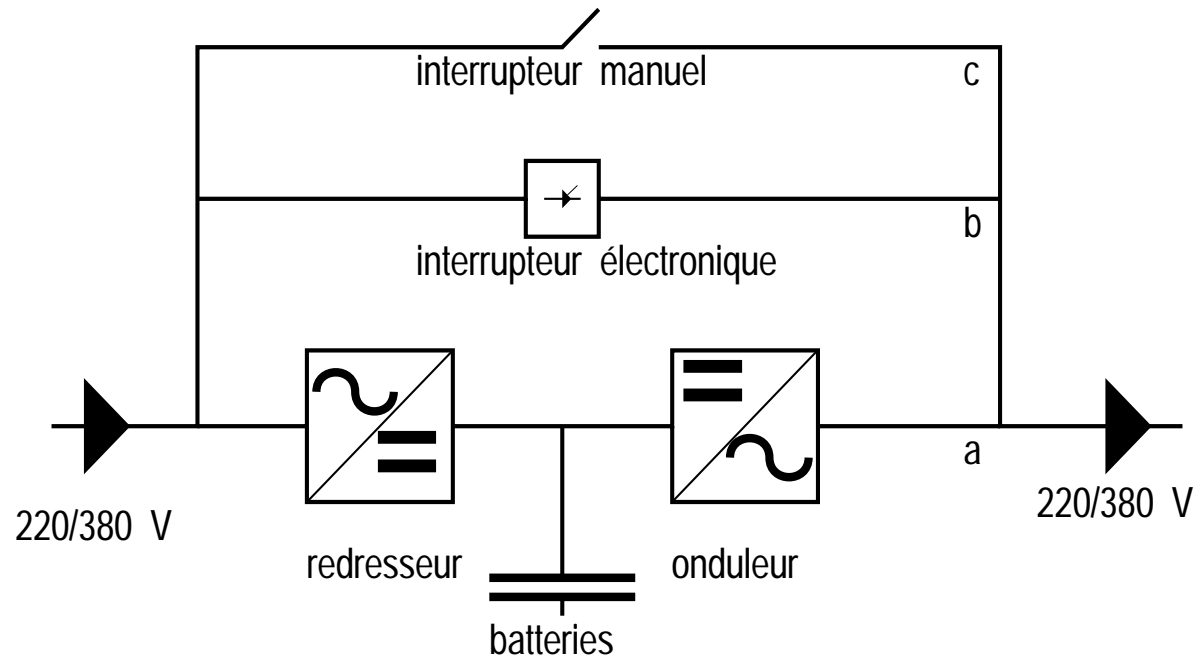 interrupteur manuel
c
b
interrupteur électronique
a
220/380 V
220/380 V
redresseur
onduleur
batteries